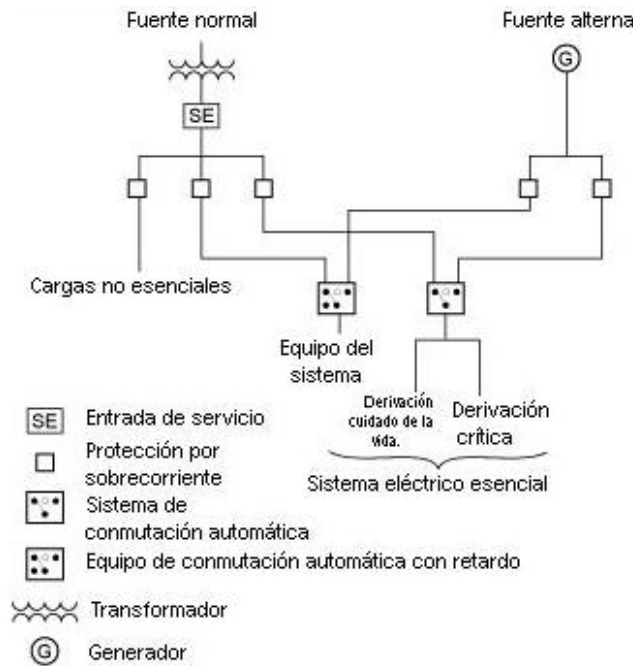 Fuente normal
Fuente alterna
G
SE
Cargas no esenciales
Equipo del
sistema
Derivación
cuidado de la
vida.
Derivación
crítica
Sistema eléctrico esencial
SE Entrada de servicio
Protección por
sobrecorriente
Sistema de
conmutación automática
Equipo de conmutación automática con retardo
Transformador
G Generador